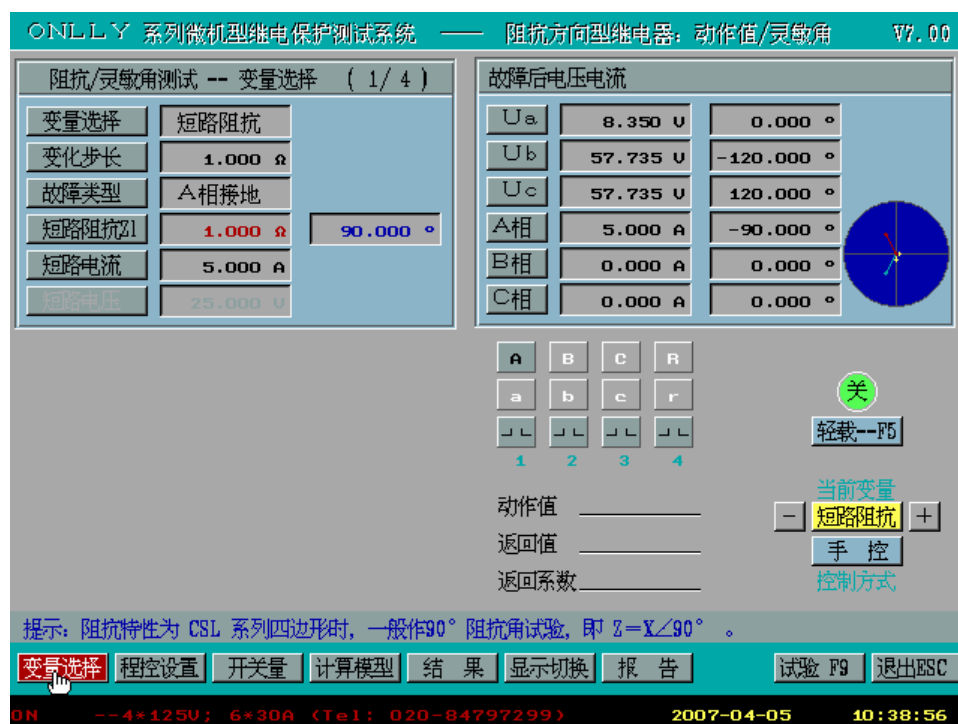 ONLLY 系列微机型继电保护测试系统 —— 阻抗方向型继电器: 动作值/灵敏角 V7.00
阻抗/灵敏角测试 -- 变量选择 ( 1/ 4 )
变量选择 短路阻抗
变化步长 1.000 Ω
故障类型 A相接地
短路阻抗Z1 1.000 Ω 90.000 °
短路电流 5.000 A
短路电压 25.000 V
故障后电压电流
Ua 8.350 V 0.000 °
Ub 57.735 V -120.000 °
Uc 57.735 V 120.000 °
A相 5.000 A -90.000 °
B相 0.000 A 0.000 °
C相 0.000 A 0.000 °
A B C R
a b c r
1 2 3 4
关
轻载--F5
动作值
返回值
返回系数
当前变量
- 短路阻抗 +
手 控
控制方式
提示: 阻抗特性为 CSL 系列四边形时, 一般作90° 阻抗角试验, 即 Z=X∠90° 。
变量选择 程控设置 开关量 计算模型 结 果 显示切换 报 告 试验 F9 退出ESC
ON --4*125V; 6*30A (Tel: 020-84797299) 2007-04-05 10:38:56